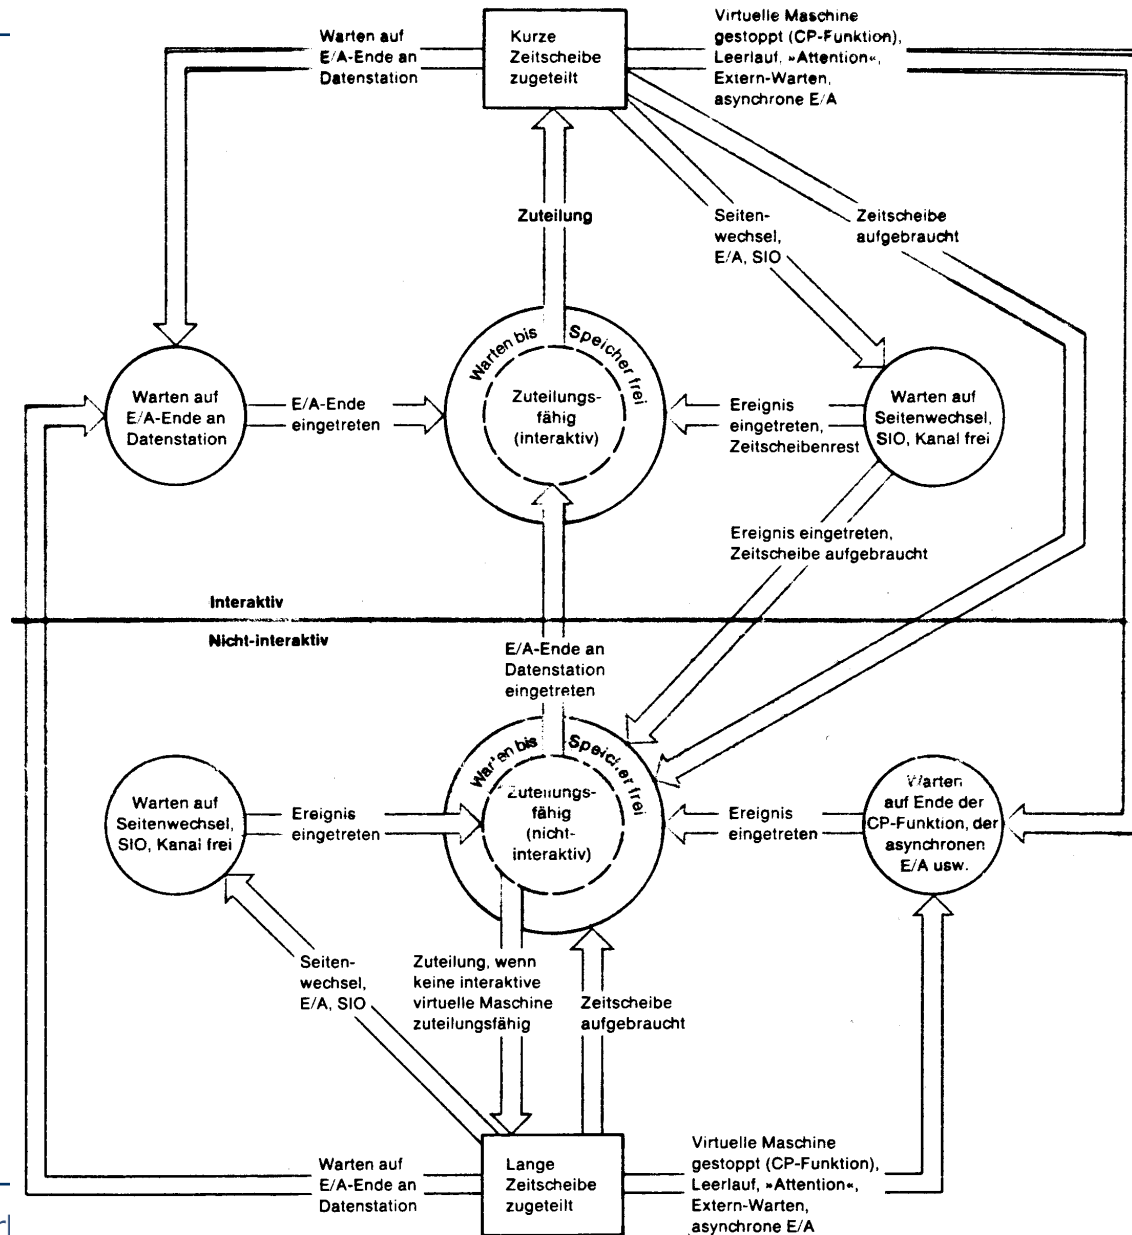 Warten auf
E/A-Ende an
Datenstation
Kurze
Zeitscheibe
zugeteilt
Virtuelle Maschine
gestoppt (CP-Funktion),
Leerlauf, »Attention«,
Extern-Warten,
asynchrone E/A
Zuteilung
Seiten-
wechsel,
E/A, SIO
Zeitscheibe
aufgebraucht
Warten bis Speicher frei
Warten auf
E/A-Ende an
Datenstation
E/A-Ende
eingetreten
Zuteilungs-
fähig
(interaktiv)
Ereignis
eingetreten,
Zeitscheibenrest
Warten auf
Seitenwechsel,
SIO, Kanal frei
Ereignis eingetreten,
Zeitscheibe aufgebraucht
Interaktiv
Nicht-interaktiv
E/A-Ende an
Datenstation
eingetreten
Warten bis Speicher frei
Warten auf
Seitenwechsel,
SIO, Kanal frei
Ereignis
eingetreten
Zuteilungs-
fähig
(nicht-
interaktiv)
Ereignis
eingetreten
Warten
auf Ende der
CP-Funktion, der
asynchronen
E/A usw.
Seiten-
wechsel,
E/A, SIO
Zuteilung, wenn
keine interaktive
virtuelle Maschine
zuteilungsfähig
Zeitscheibe
aufgebraucht
Warten auf
E/A-Ende an
Datenstation
Lange
Zeitscheibe
zugeteilt
Virtuelle Maschine
gestoppt (CP-Funktion),
Leerlauf, »Attention«,
Extern-Warten,
asynchrone E/A